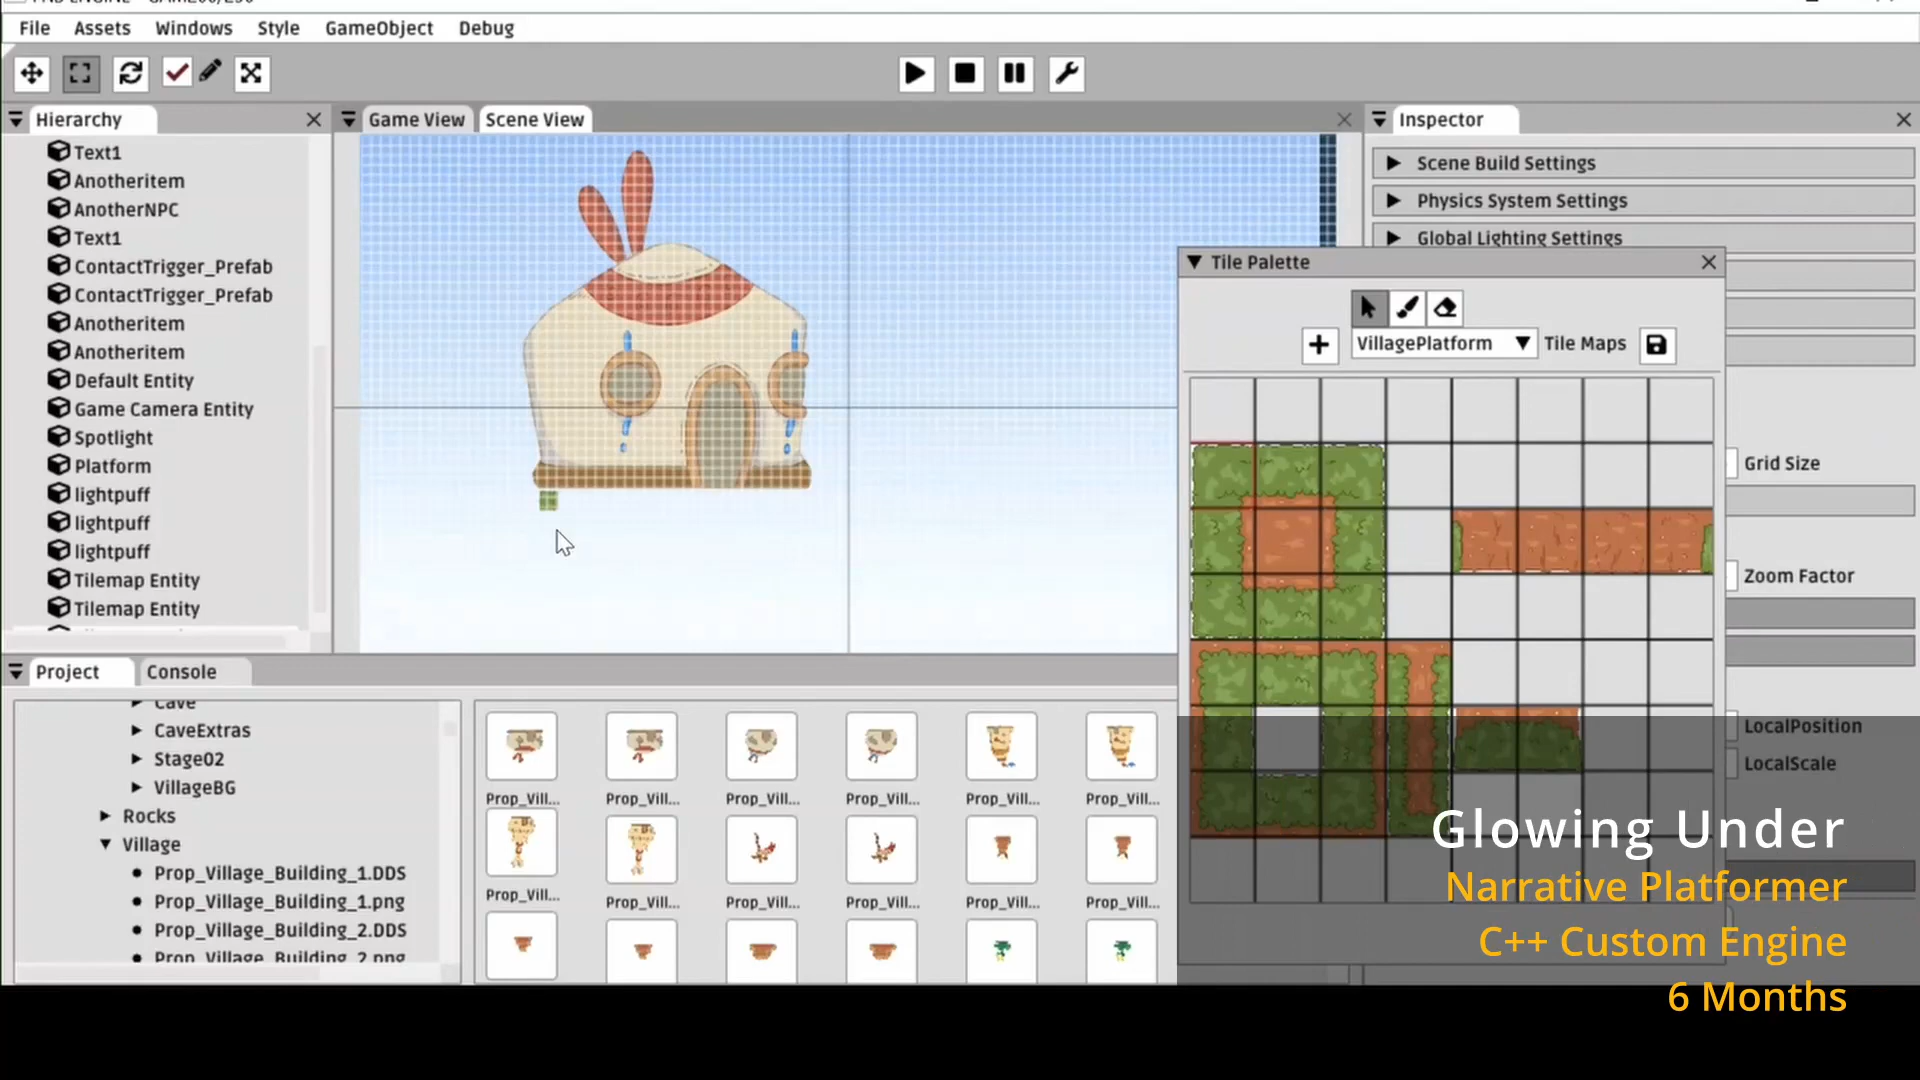 File Assets Windows Style GameObject Debug
Hierarchy
Game View Scene View
Inspector
Text1
Anotheritem
AnotherNPC
Text1
ContactTrigger_Prefab
ContactTrigger_Prefab
Anotheritem
Anotheritem
Default Entity
Game Camera Entity
Spotlight
Platform
lightpuff
lightpuff
lightpuff
Tilemap Entity
Tilemap Entity
Scene Build Settings
Physics System Settings
Global Lighting Settings
Tile Palette
VillagePlatform Tile Maps
Grid Size
Zoom Factor
LocalPosition
LocalScale
Project Console
Cave
CaveExtras
Stage02
VillageBG
Rocks
Village
Prop_Village_Building_1.DDS
Prop_Village_Building_1.png
Prop_Village_Building_2.DDS
Prop_Village_Building_2.png
Prop_Vill... Prop_Vill... Prop_Vill... Prop_Vill... Prop_Vill... Prop_Vill...
Prop_Vill... Prop_Vill... Prop_Vill... Prop_Vill... Prop_Vill... Prop_Vill...
Glowing Under
Narrative Platformer
C++ Custom Engine
6 Months